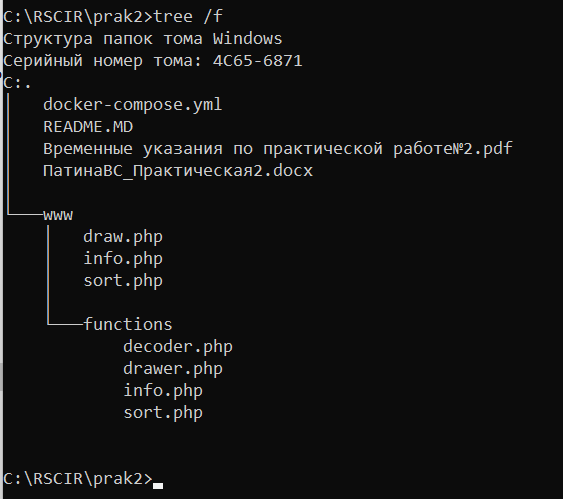 C:\RSCIR\prak2>tree /f
Структура папок тома Windows
Серийный номер тома: 4C65-6871
C:.
│   docker-compose.yml
│   README.MD
│   Временные указания по практической работе№2.pdf
│   ПатинаВС_Практическая2.docx
│
└───www
    │   draw.php
    │   info.php
    │   sort.php
    │
    └───functions
            decoder.php
            drawer.php
            info.php
            sort.php
C:\RSCIR\prak2>